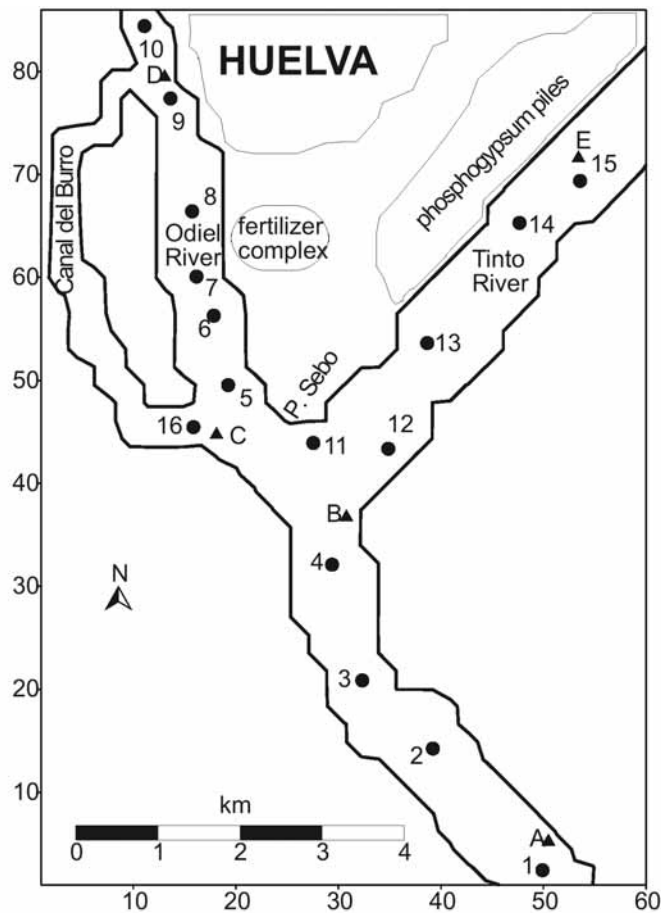 80
70
60
50
40
30
20
10
10
20
30
40
50
60
HUELVA
10
D
9
8
Odiel
River
7
6
5
16
C
Canal del Burro
fertilizer
complex
phosphogypsum piles
P. Sebo
E
15
14
Tinto
River
13
12
11
B
4
3
2
A
1
N
km
0
1
2
3
4